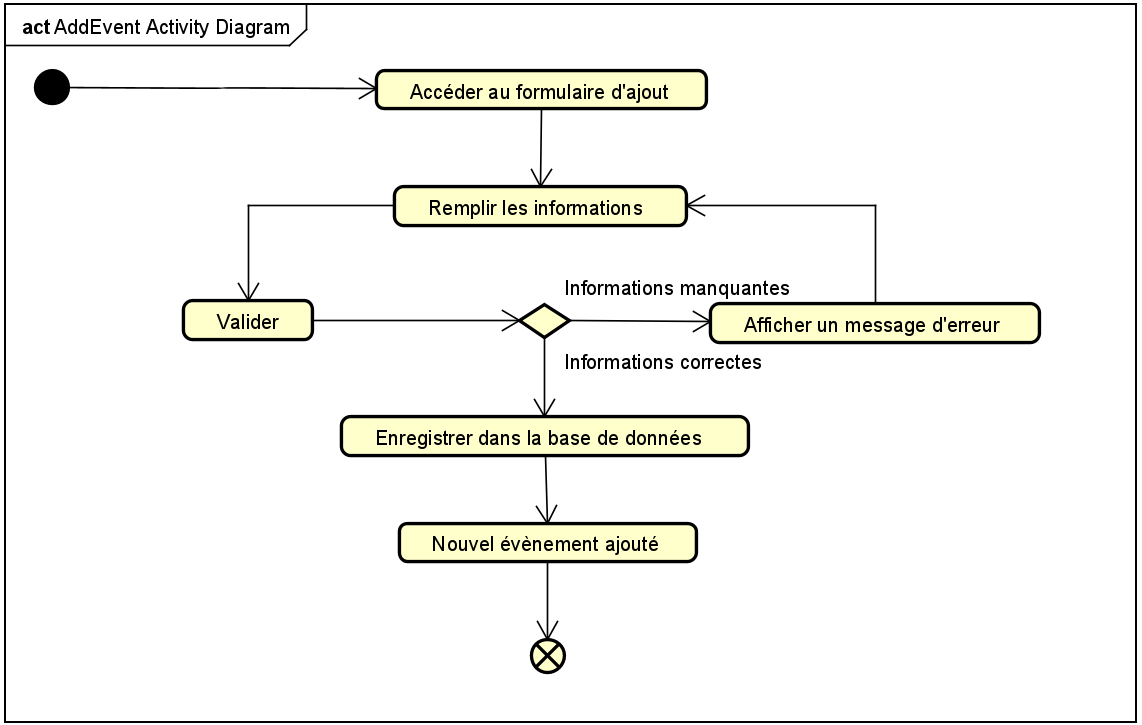 act AddEvent Activity Diagram
Accéder au formulaire d'ajout
Remplir les informations
Informations manquantes
Valider
Afficher un message d'erreur
Informations correctes
Enregistrer dans la base de données
Nouvel évènement ajouté